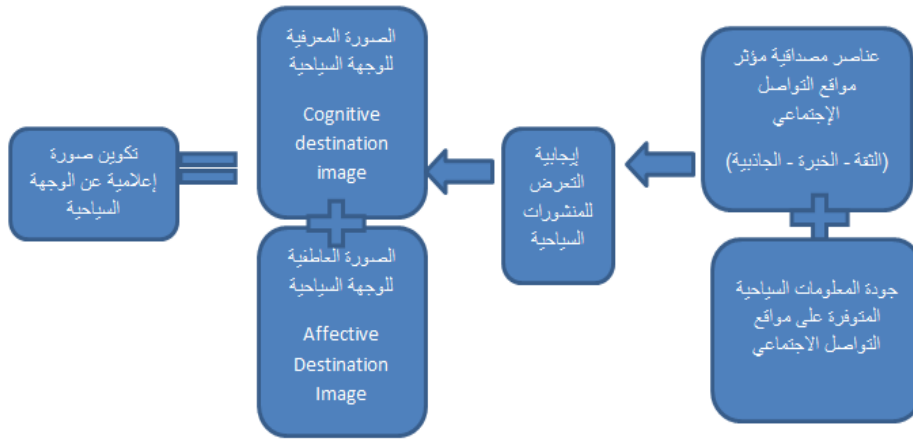 عناصر مصداقية مؤثر
مواقع التواصل
الإجتماعي
(الثقة - الخبرة - الجاذبية)
جودة المعلومات السياحية
المتوفرة على مواقع
التواصل الاجتماعي
إيجابية
التعرض
للمنشورات
السياحية
الصورة المعرفية
للوجهة السياحية
Cognitive
destination
image
الصورة العاطفية
للوجهة السياحية
Affective
Destination
Image
تكوين صورة
إعلامية عن الوجهة
السياحية